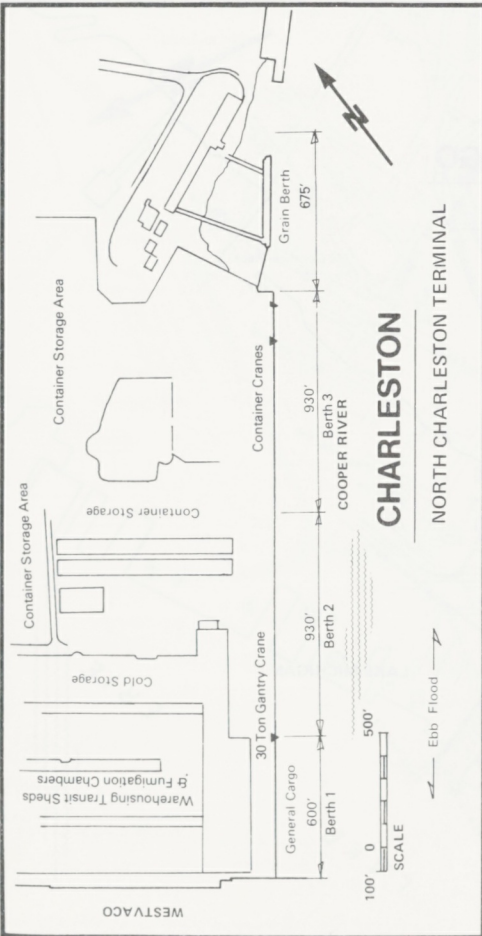 Container Storage Area
Container Storage Area
Container Storage
Cold Storage
Warehousing Transit Sheds
& Fumigation Chambers
WESTVACO
General Cargo
30 Ton Gantry Crane
Container Cranes
Grain Berth
600'
930'
930'
675'
Berth 1
Berth 2
Berth 3
COOPER RIVER
N
CHARLESTON
NORTH CHARLESTON TERMINAL
Ebb Flood
100' 0 500'
SCALE